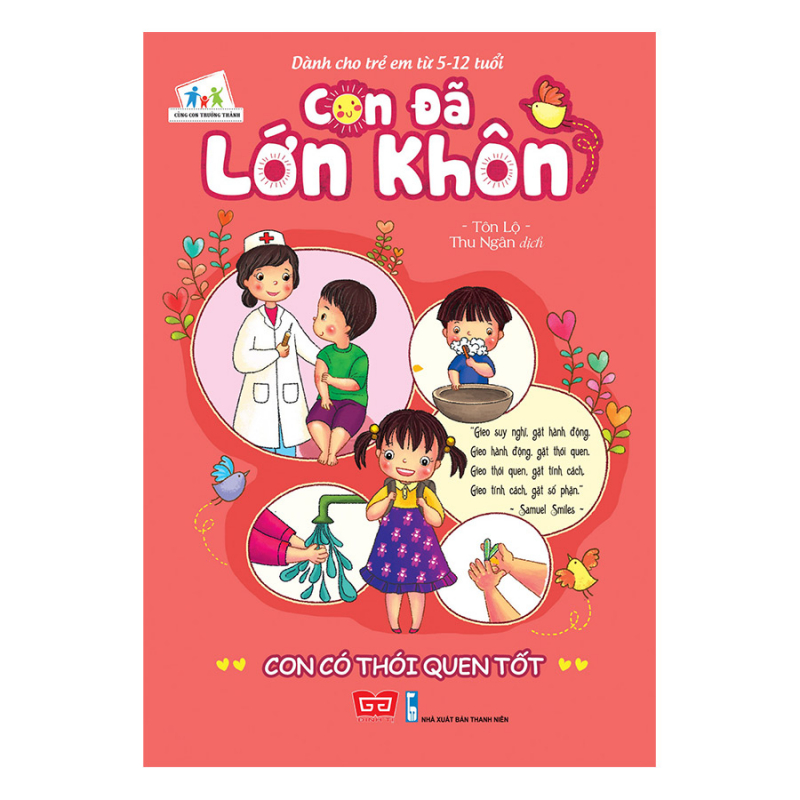 Dành cho trẻ em từ 5-12 tuổi
CÙNG CON TRƯỞNG THÀNH
Con Đã
Lớn Khôn
- Tôn Lộ -
Thu Ngân dịch
"Gieo suy nghĩ, gặt hành động,
Gieo hành động, gặt thói quen.
Gieo thói quen, gặt tính cách,
Gieo tính cách, gặt số phận."
- Samuel Smiles -
CON CÓ THÓI QUEN TỐT
ĐINH TỊ
NHÀ XUẤT BẢN THANH NIÊN